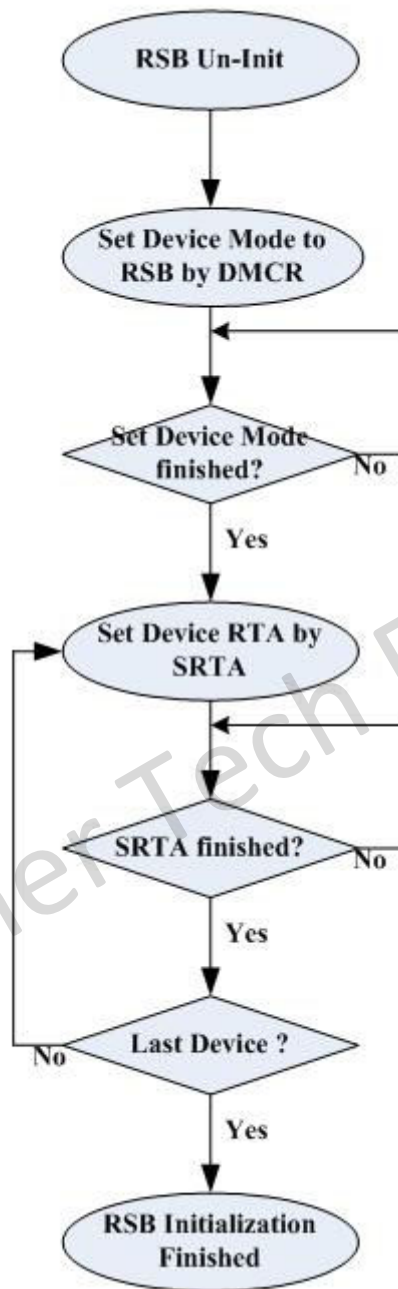 RSB Un-Init
Set Device Mode to
RSB by DMCR
Set Device Mode
finished?
No
Yes
Set Device RTA by
SRTA
SRTA finished?
No
Yes
Last Device ?
No
Yes
RSB Initialization
Finished
Tech